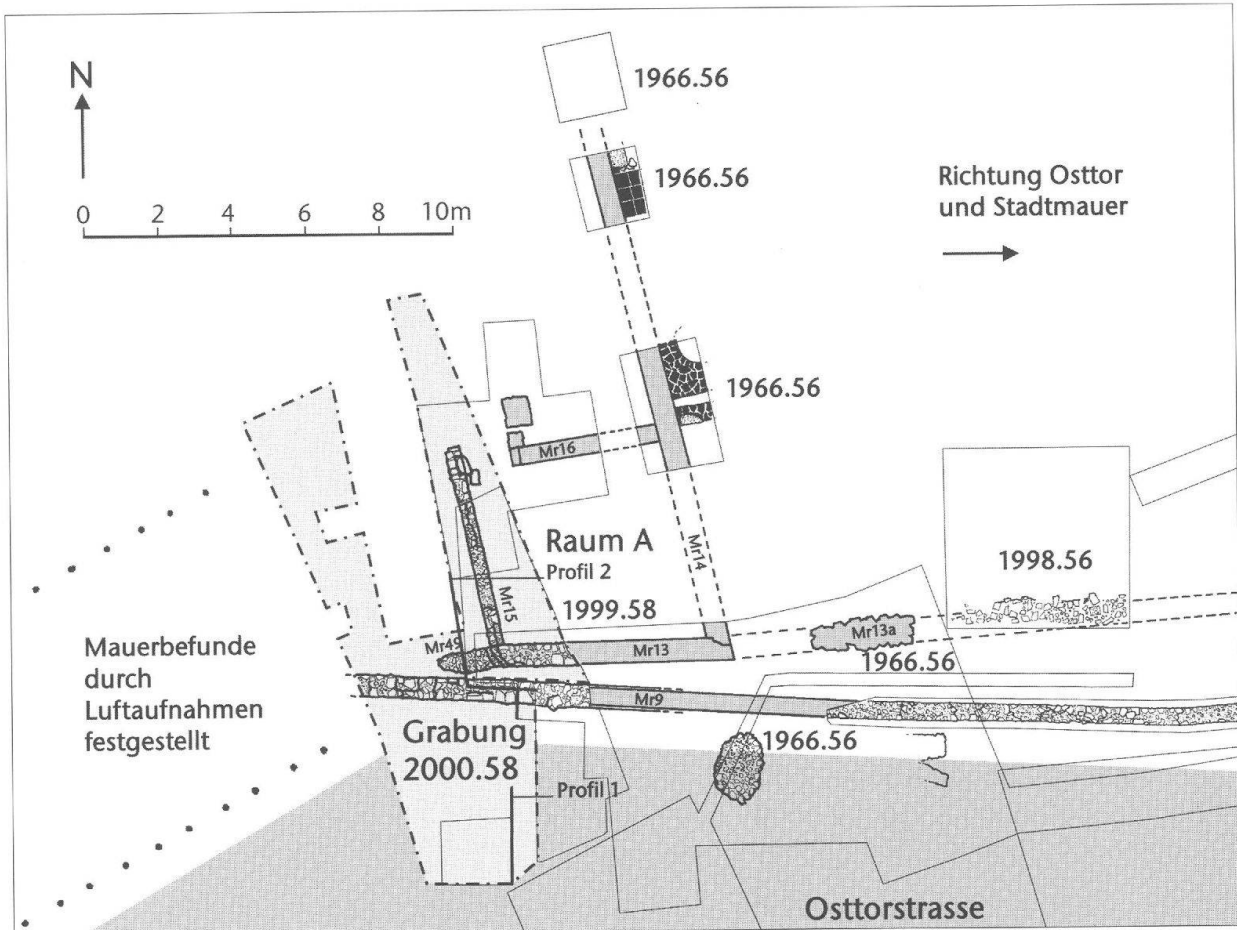 N
0 2 4 6 8 10m
1966.56
1966.56
Richtung Osttor
und Stadtmauer
1966.56
Mr16
Mr14
Raum A
Profil 2
Mr15
1999.58
1998.56
Mr49
Mr13
Mr13a
1966.56
Mauerbefunde
durch
Luftaufnahmen
festgestellt
Mr9
Grabung
2000.58
1966.56
Profil 1
Osttorstrasse